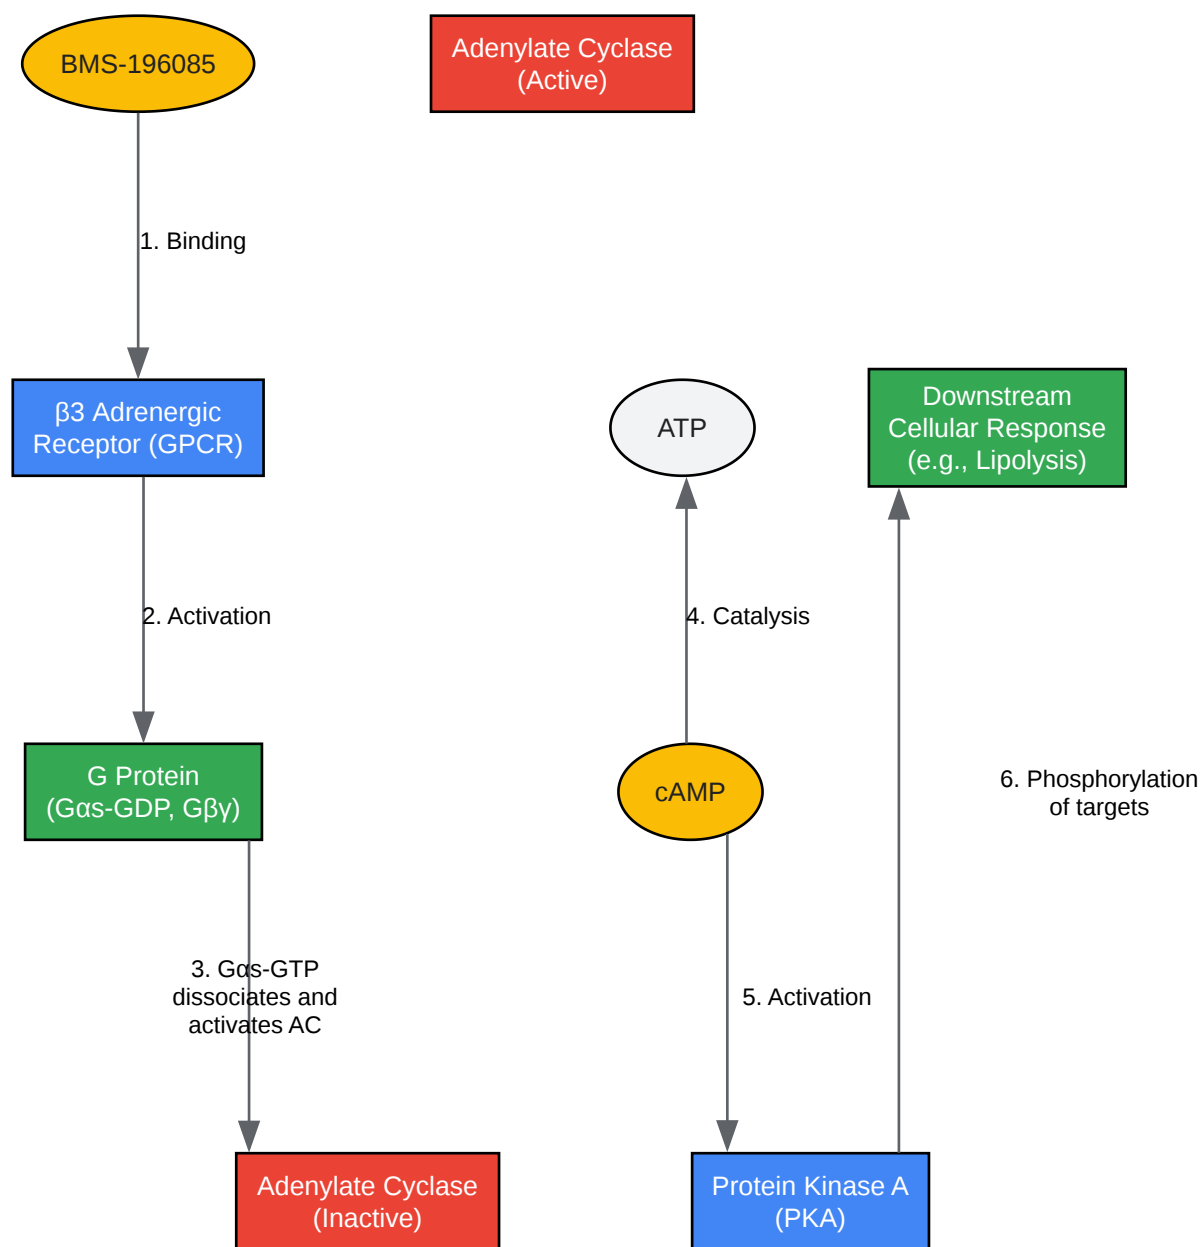 BMS-196085
Adenylate Cyclase
(Active)
1. Binding
β3 Adrenergic
Receptor (GPCR)
ATP
Downstream
Cellular Response
(e.g., Lipolysis)
2. Activation
4. Catalysis
G Protein
(Gαs-GDP, Gβγ)
cAMP
6. Phosphorylation
of targets
3. Gαs-GTP
dissociates and
activates AC
5. Activation
Adenylate Cyclase
(Inactive)
Protein Kinase A
(PKA)